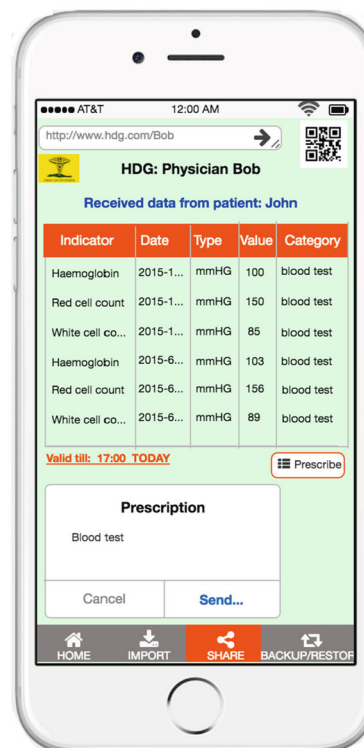 AT&T 12:00 AM
http://www.hdg.com/Bob
HDG: Physician Bob
Received data from patient: John
Indicator Date Type Value Category
Haemoglobin 2015-1... mmHG 100 blood test
Red cell count 2015-1... mmHG 150 blood test
White cell co... 2015-1... mmHG 85 blood test
Haemoglobin 2015-6... mmHG 103 blood test
Red cell count 2015-6... mmHG 156 blood test
White cell co... 2015-6... mmHG 89 blood test
Valid till: 17:00 TODAY
Prescribe
Prescription
Blood test
Cancel Send...
HOME IMPORT SHARE BACKUP/RESTOR